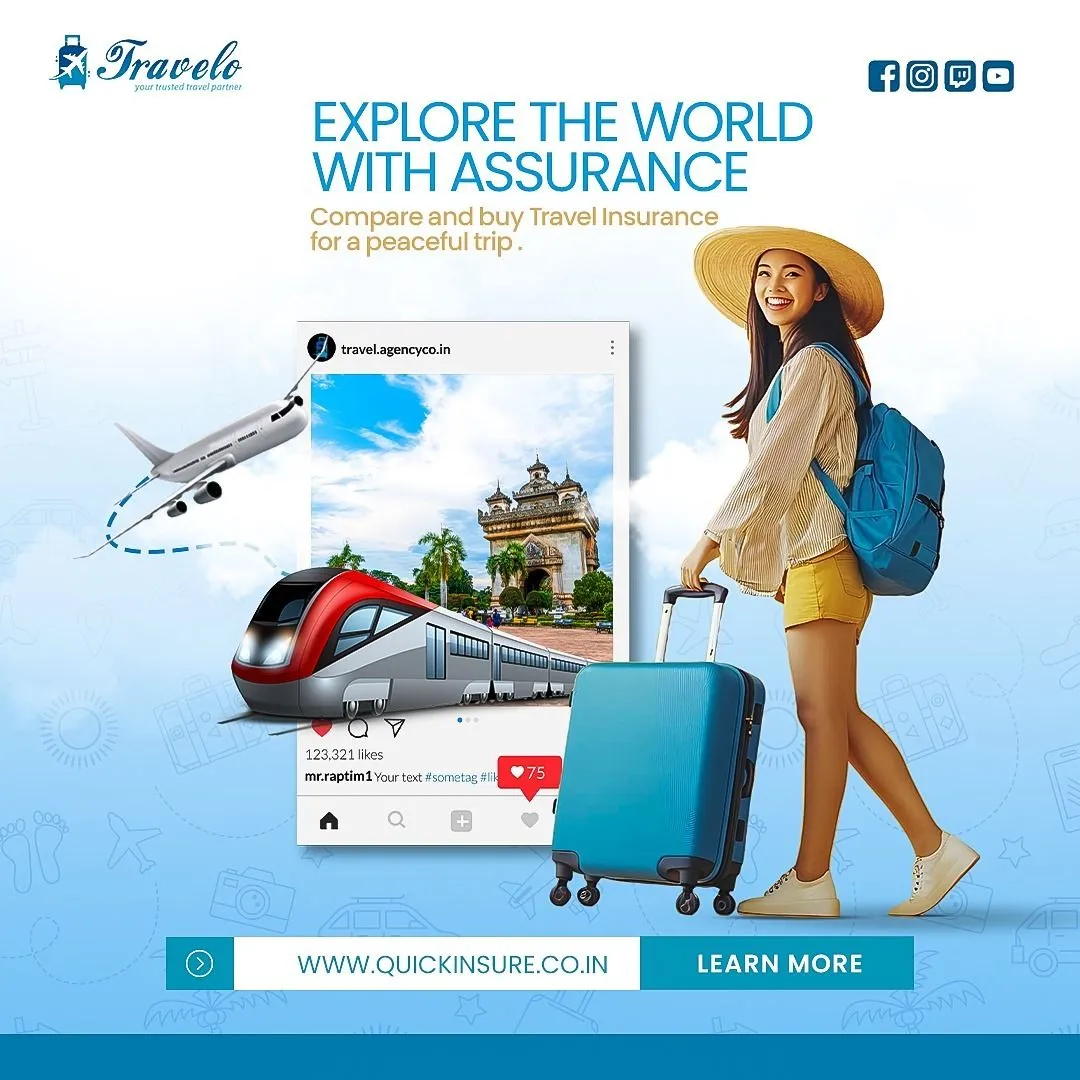 Travelo
your trusted travel partner
EXPLORE THE WORLD
WITH ASSURANCE
Compare and buy Travel Insurance
for a peaceful trip .
travel.agencyco.in
123,321 likes
mr.raptim1 Your text #sometag #lik
75
WWW.QUICKINSURE.CO.IN
LEARN MORE